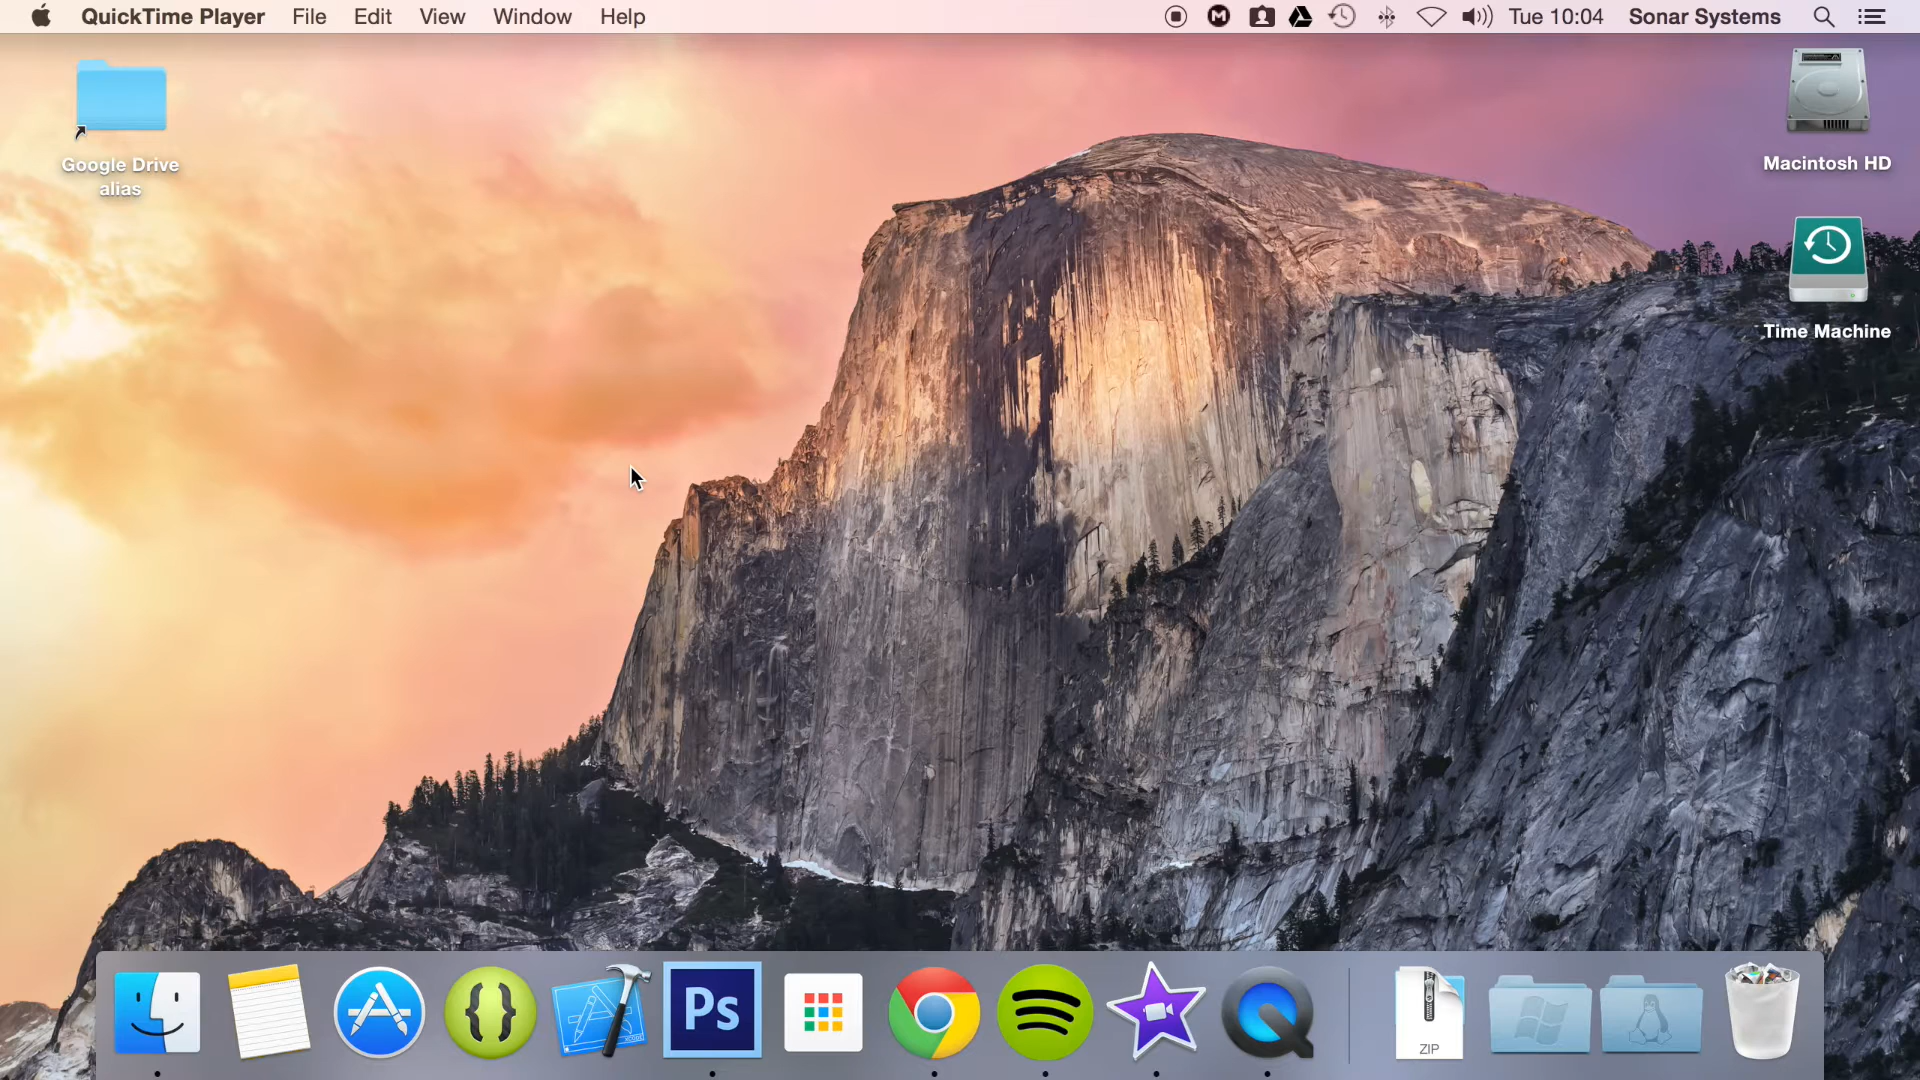 QuickTime Player File Edit View Window Help Tue 10:04 Sonar Systems
Google Drive
alias
Macintosh HD
Time Machine
Ps
ZIP